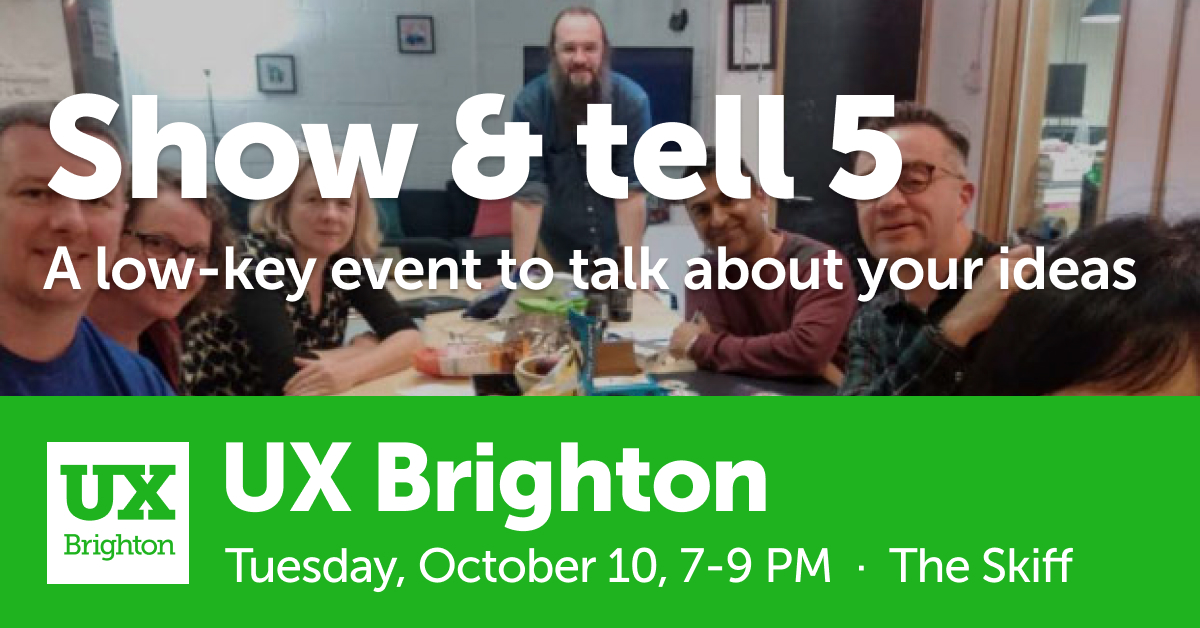 Show & tell 5
A low-key event to talk about your ideas
UX
Brighton
UX Brighton
Tuesday, October 10, 7-9 PM · The Skiff